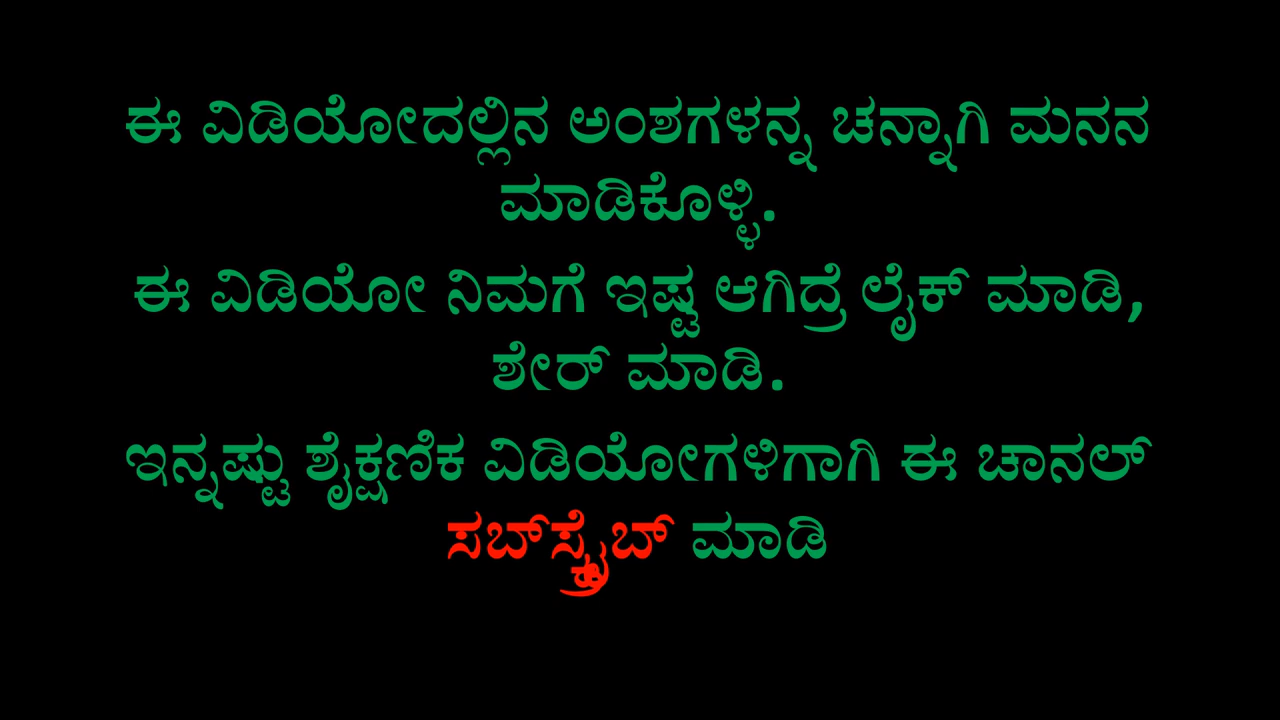 ಈ ವಿಡಿಯೋದಲ್ಲಿನ ಅಂಶಗಳನ್ನ ಚನ್ನಾಗಿ ಮನನ
ಮಾಡಿಕೊಳ್ಳಿ.
ಈ ವಿಡಿಯೋ ನಿಮಗೆ ಇಷ್ಟ ಆಗಿದ್ರೆ ಲೈಕ್ ಮಾಡಿ,
ಶೇರ್ ಮಾಡಿ.
ಇನ್ನಷ್ಟು ಶೈಕ್ಷಣಿಕ ವಿಡಿಯೋಗಳಿಗಾಗಿ ಈ ಚಾನಲ್
ಸಬ್‌ಸ್ಕ್ರೆಬ್ ಮಾಡಿ